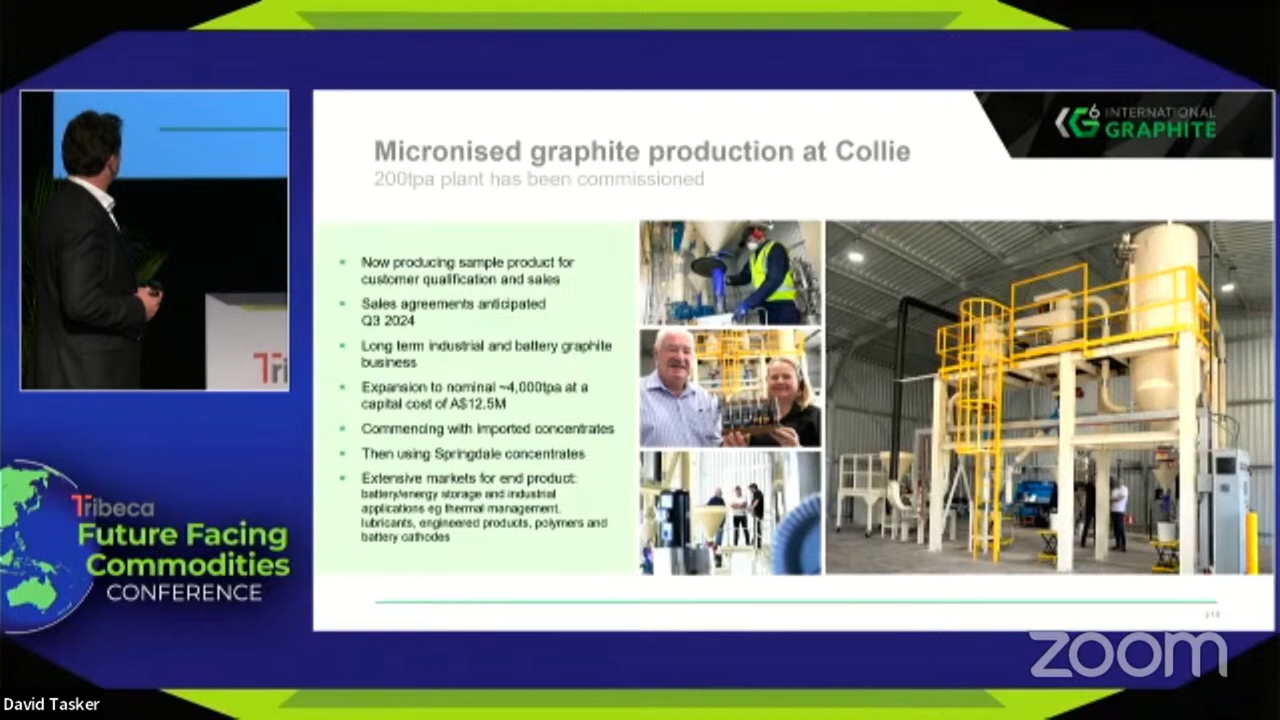 G6 INTERNATIONAL
GRAPHITE
Micronised graphite production at Collie
200tpa plant has been commissioned
Now producing sample product for
customer qualification and sales
Sales agreements anticipated
Q3 2024
Long term industrial and battery graphite
business
Expansion to nominal ~4,000tpa at a
capital cost of A$12.5M
Commencing with imported concentrates
Then using Springdale concentrates
Extensive markets for end product:
battery/energy storage and industrial
applications eg thermal management,
lubricants, engineered products, polymers and
battery cathodes
Tri
Tribeca
Future Facing
Commodities
CONFERENCE
zoom
David Tasker